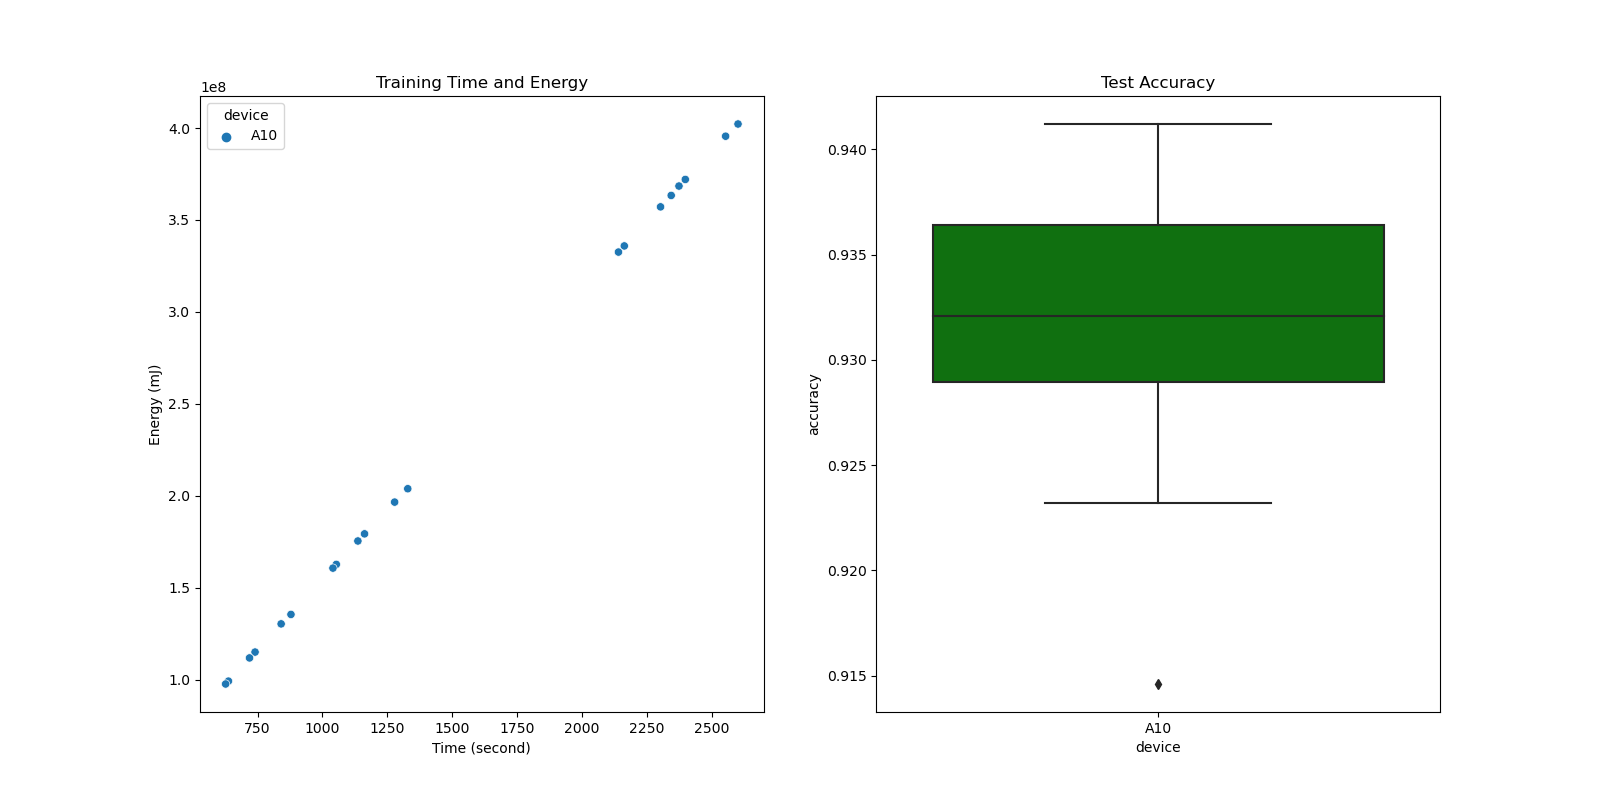 Training Time and Energy
1e8
device
A10
4.0
3.5
3.0
2.5
2.0
1.5
1.0
Energy (mJ)
750 1000 1250 1500 1750 2000 2250 2500
Time (second)
Test Accuracy
0.940
0.935
0.930
0.925
0.920
0.915
accuracy
A10
device